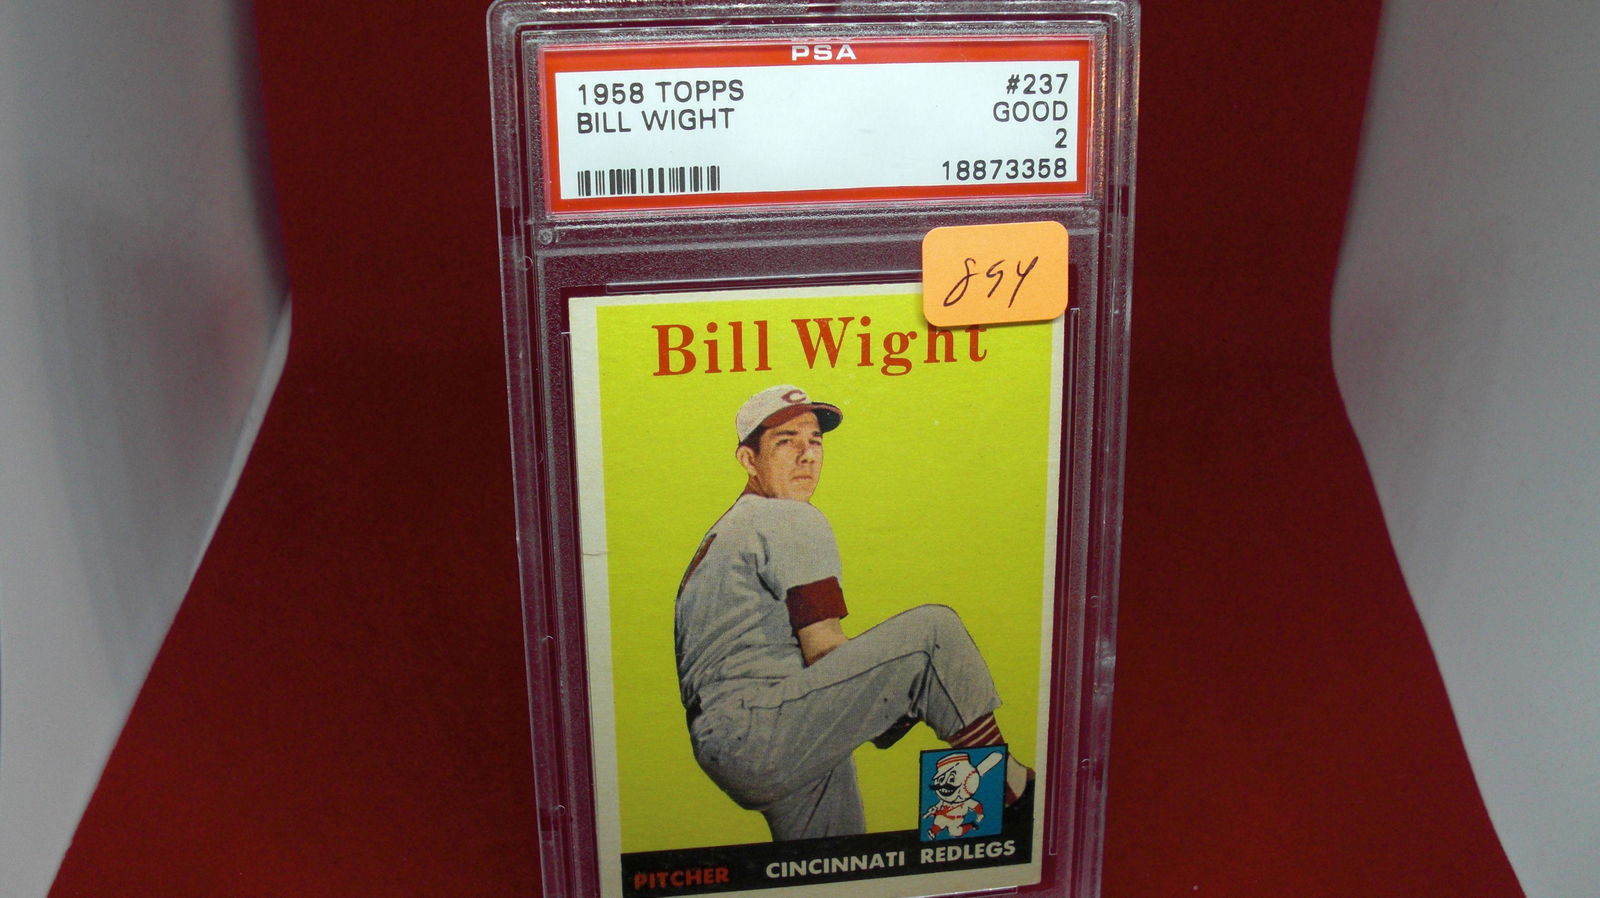 PSA
1958 TOPPS #237
BILL WIGHT GOOD
2
18873358
894
Bill Wight
C
PITCHER CINCINNATI REDLEGS